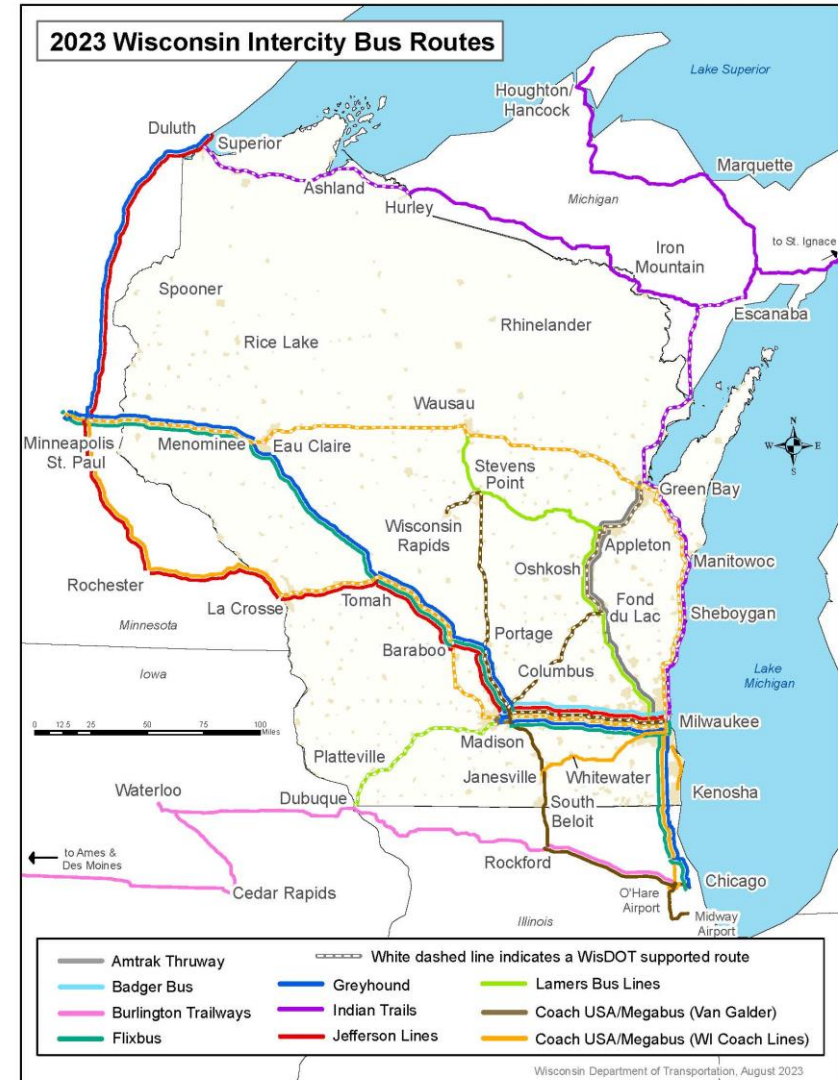 2023 Wisconsin Intercity Bus Routes
Lake Superior
Houghton/
Hancock
Duluth
Superior
Marquette
Ashland
Michigan
Hurley
to St. Ignace
Iron
Mountain
Spooner
Escanaba
Rhinelander
Rice Lake
Wausau
N
W
E
S
Minneapolis /
St. Paul
Menominee
Eau Claire
Stevens
Point
Green Bay
Wisconsin
Rapids
Appleton
Oshkosh
Manitowoc
Rochester
La Crosse
Tomah
Fond
du Lac
Sheboygan
Minnesota
Portage
Baraboo
Columbus
Iowa
Lake
Michigan
0 12.5 25 50 75 100
Miles
Milwaukee
Madison
Platteville
Janesville
Whitewater
Kenosha
Waterloo
Dubuque
South
Beloit
to Ames &
Des Moines
Rockford
Cedar Rapids
O'Hare
Airport
Chicago
Illinois
Midway
Airport
Amtrak Thruway
White dashed line indicates a WisDOT supported route
Badger Bus
Greyhound
Lamers Bus Lines
Burlington Trailways
Indian Trails
Coach USA/Megabus (Van Galder)
Flixbus
Jefferson Lines
Coach USA/Megabus (WI Coach Lines)
Wisconsin Department of Transportation, August 2023